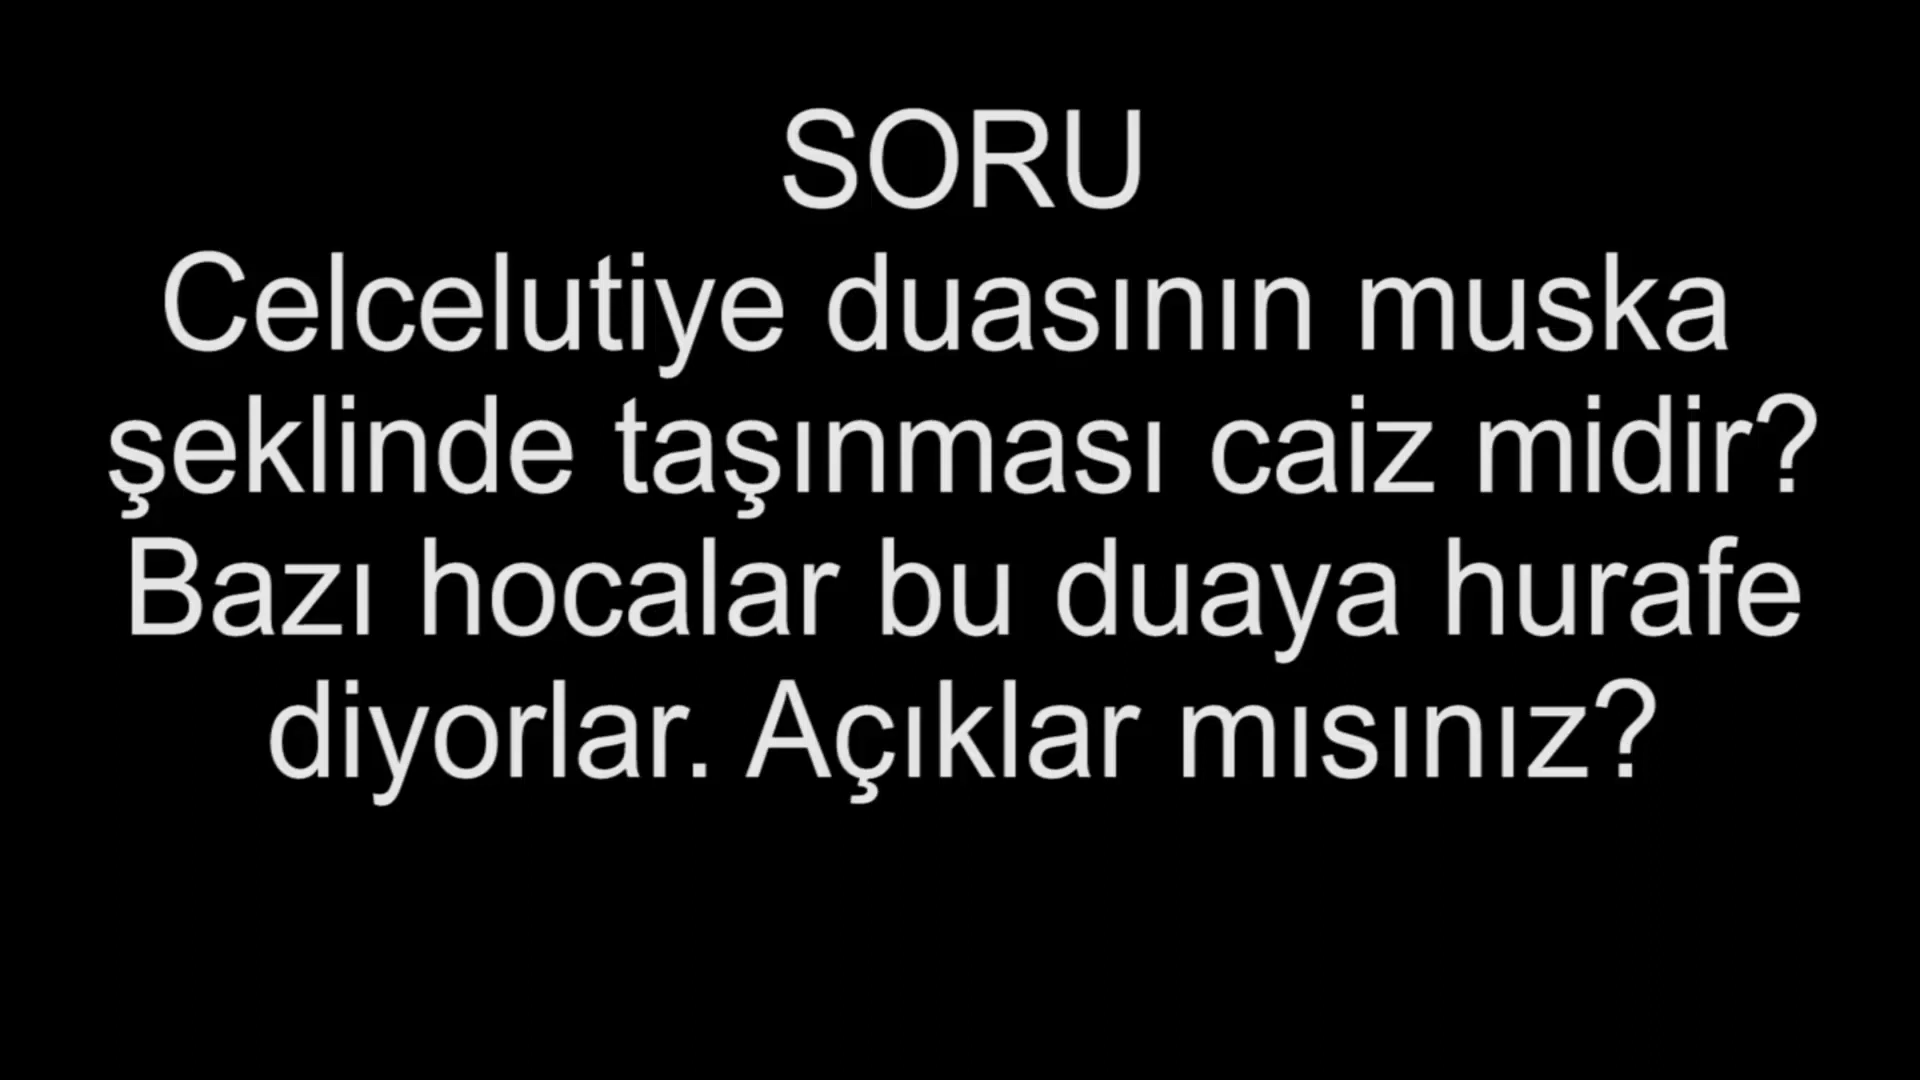 SORU
Celcelutiye duasının muska
şeklinde taşınması caiz midir?
Bazı hocalar bu duaya hurafe
diyorlar. Açıklar mısınız?